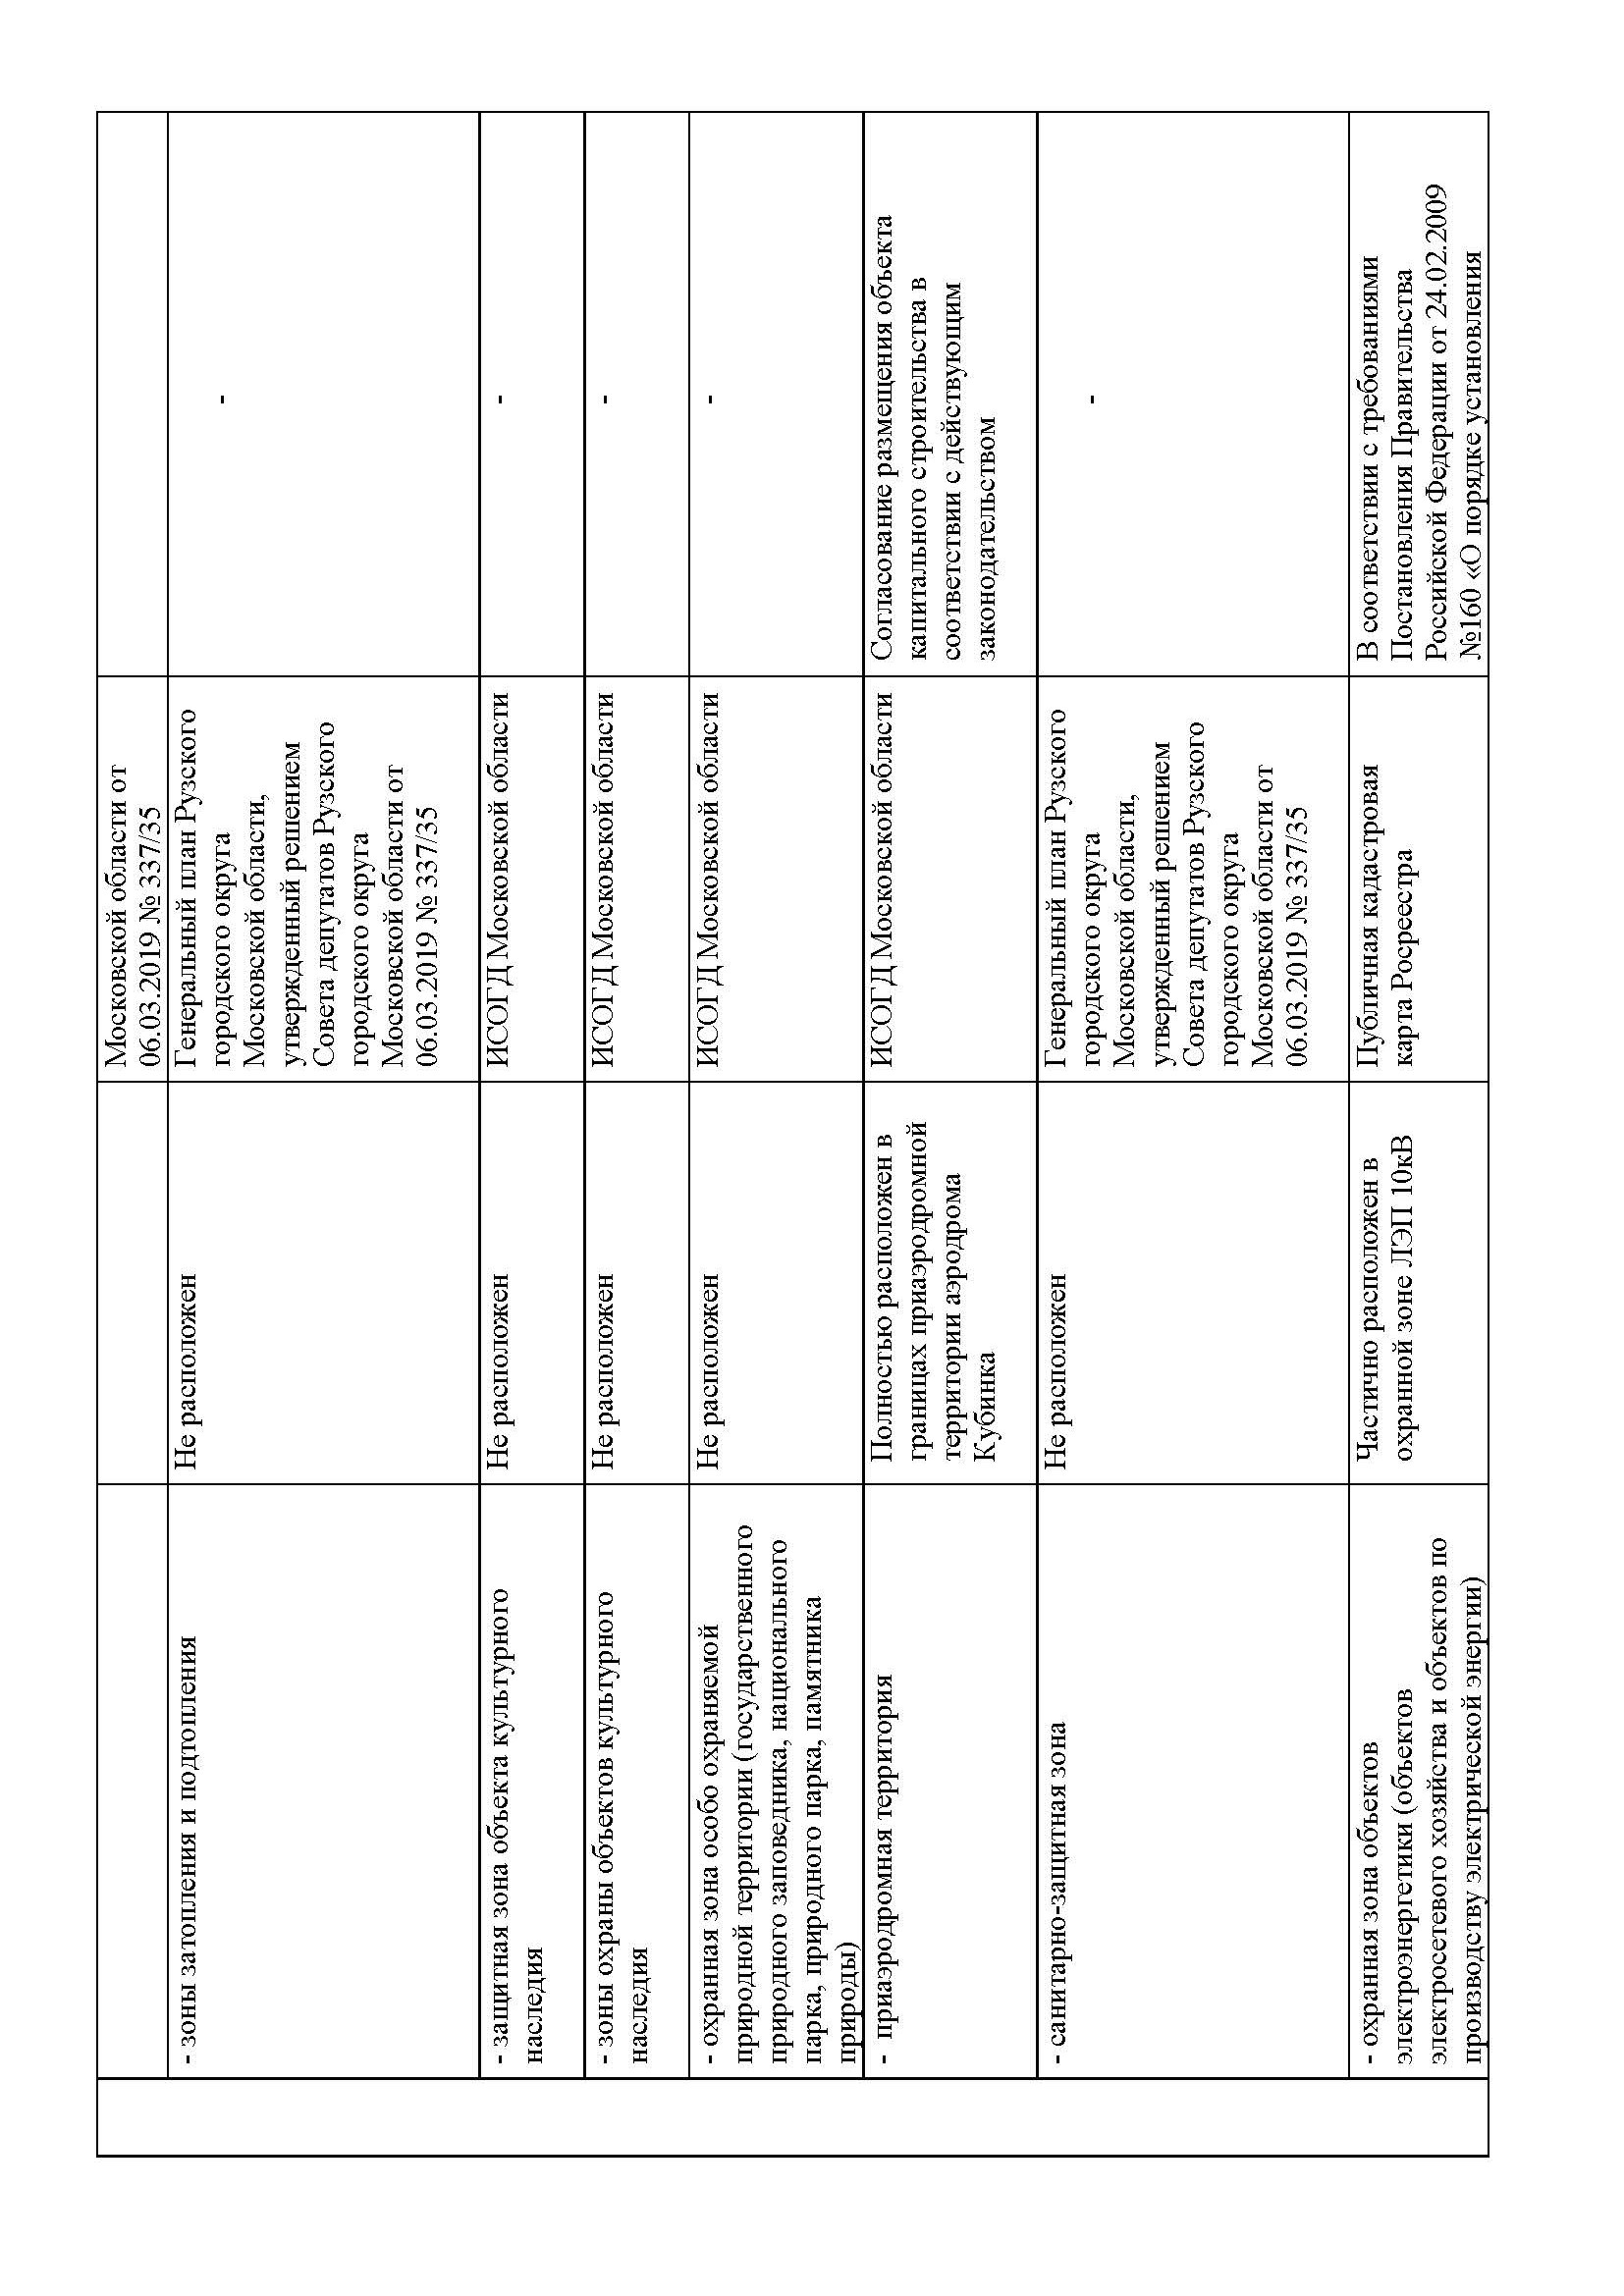 Московской области от
06.03.2019 № 337/35
- зоны затопления и подтопления
Не расположен
Генеральный план Рузского
городского округа
Московской области,
утвержденный решением
Совета депутатов Рузского
городского округа
Московской области от
06.03.2019 № 337/35
-
- защитная зона объекта культурного
наследия
Не расположен
ИСОГД Московской области
-
- зоны охраны объектов культурного
наследия
Не расположен
ИСОГД Московской области
-
- охранная зона особо охраняемой
природной территории (государственного
природного заповедника, национального
парка, природного парка, памятника
природы)
Не расположен
ИСОГД Московской области
-
- приаэродромная территория
Полностью расположен в
границах приаэродромной
территории аэродрома
Кубинка
ИСОГД Московской области
Согласование размещения объекта
капитального строительства в
соответствии с действующим
законодательством
- санитарно-защитная зона
Не расположен
Генеральный план Рузского
городского округа
Московской области,
утвержденный решением
Совета депутатов Рузского
городского округа
Московской области от
06.03.2019 № 337/35
-
- охранная зона объектов
электроэнергетики (объектов
электросетевого хозяйства и объектов по
производству электрической энергии)
Частично расположен в
охранной зоне ЛЭП 10кВ
Публичная кадастровая
карта Росреестра
В соответствии с требованиями
Постановления Правительства
Российской Федерации от 24.02.2009
№160 «О порядке установления